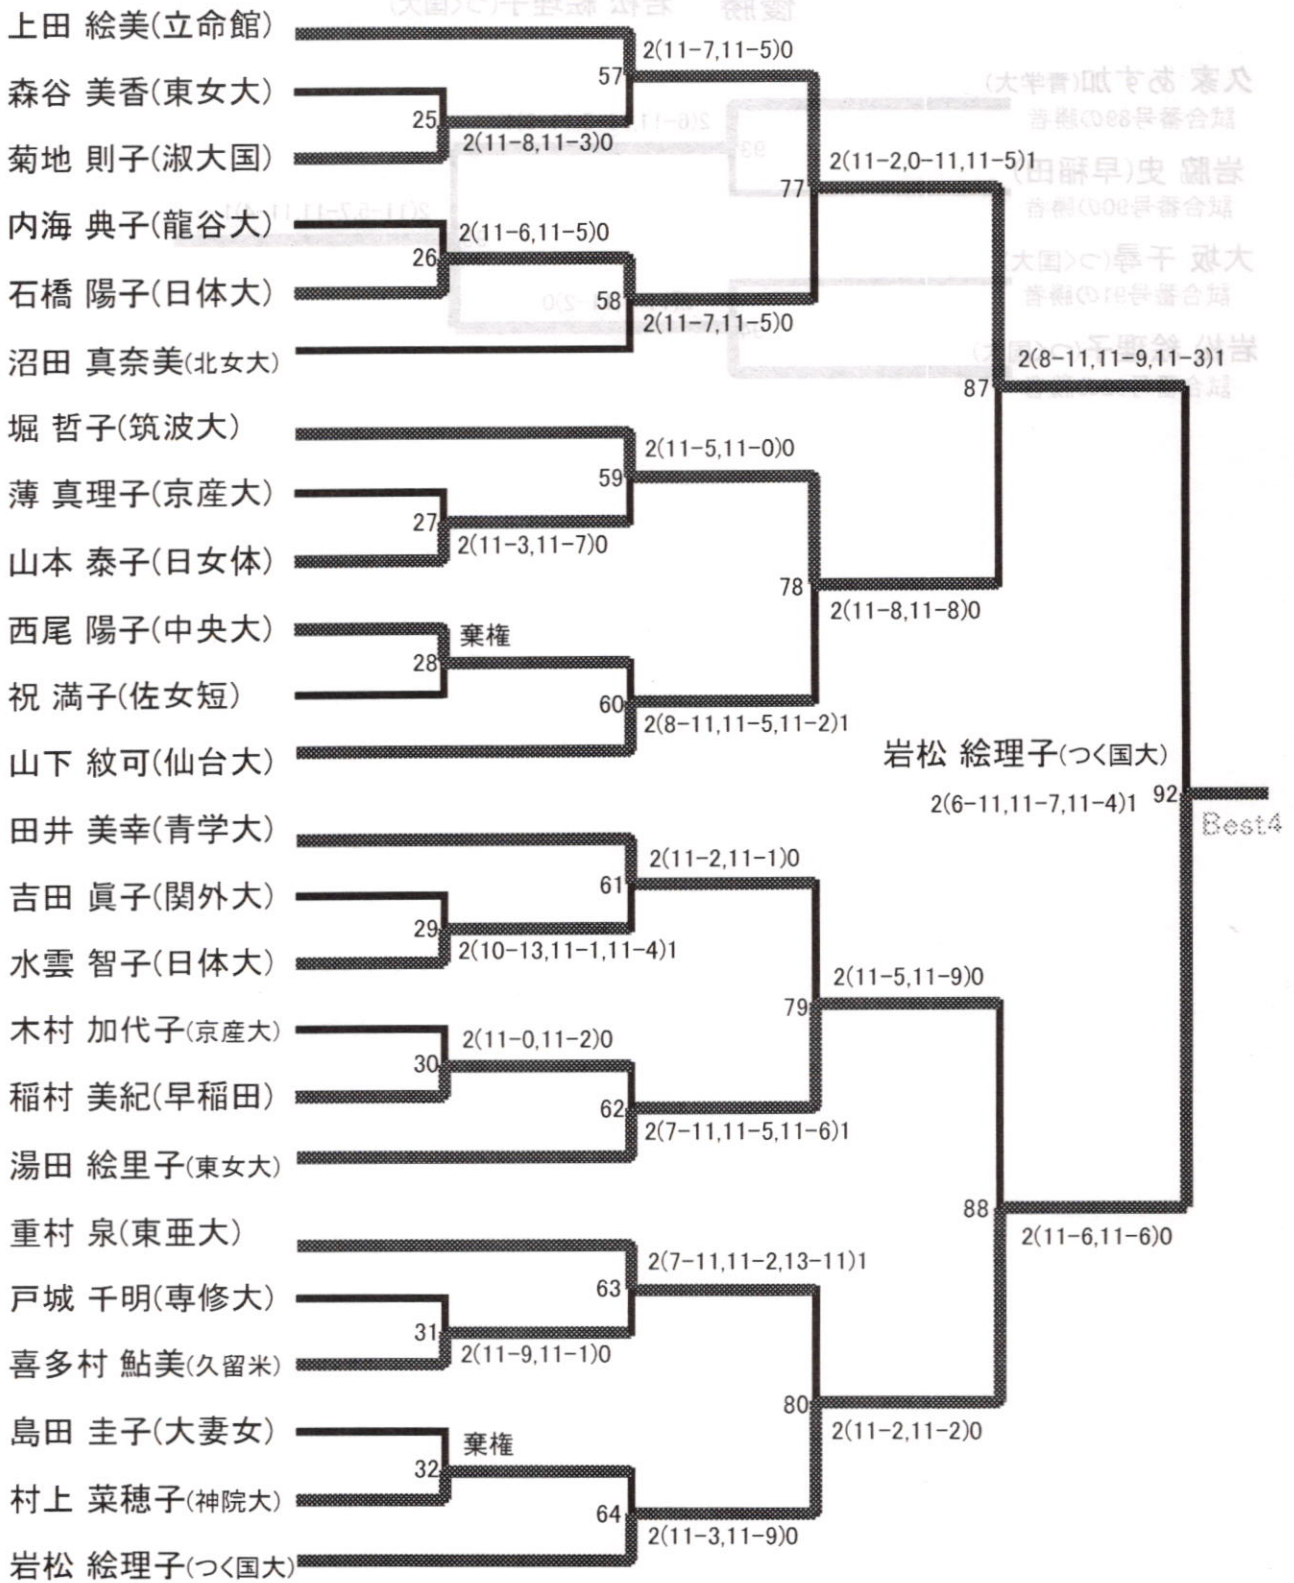 上田 絵美(立命館)
2(11-7,11-5)0
57
森谷 美香(東女大)
25
2(11-8,11-3)0
菊地 則子(淑大国)
2(11-2,0-11,11-5)1
77
内海 典子(龍谷大)
2(11-6,11-5)0
26
石橋 陽子(日体大)
58
2(11-7,11-5)0
沼田 真奈美(北女大)
2(8-11,11-9,11-3)1
87
堀 哲子(筑波大)
2(11-5,11-0)0
59
薄 真理子(京産大)
27
2(11-3,11-7)0
山本 泰子(日女体)
78
2(11-8,11-8)0
西尾 陽子(中央大)
棄権
28
祝 満子(佐女短)
60
2(8-11,11-5,11-2)1
山下 紋可(仙台大)
岩松 絵理子(つく国大)
2(6-11,11-7,11-4)1
92
Best4
田井 美幸(青学大)
2(11-2,11-1)0
61
吉田 眞子(関外大)
29
2(10-13,11-1,11-4)1
水雲 智子(日体大)
2(11-5,11-9)0
79
木村 加代子(京産大)
2(11-0,11-2)0
30
稲村 美紀(早稲田)
62
2(7-11,11-5,11-6)1
湯田 絵里子(東女大)
88
2(11-6,11-6)0
重村 泉(東亜大)
2(7-11,11-2,13-11)1
63
戸城 千明(専修大)
31
2(11-9,11-1)0
喜多村 鮎美(久留米)
80
2(11-2,11-2)0
島田 圭子(大妻女)
棄権
32
村上 菜穂子(神院大)
64
2(11-3,11-9)0
岩松 絵理子(つく国大)